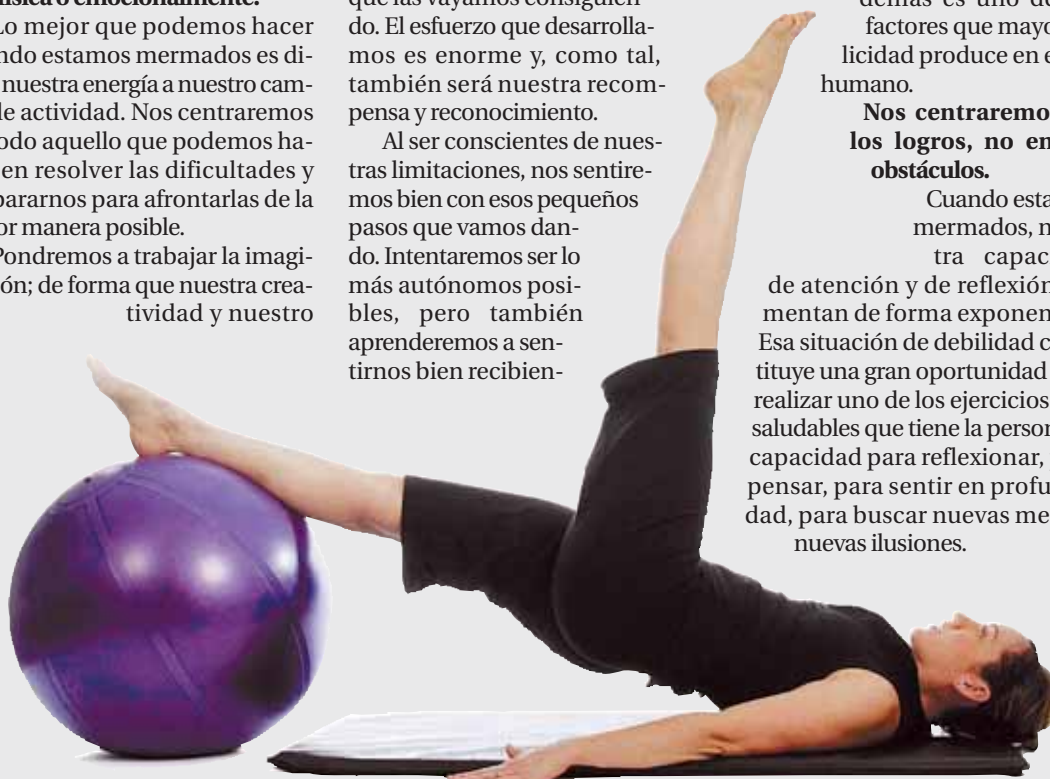 física o emocionalmente.
Lo mejor que podemos hacer
ndo estamos mermados es di-
nuestra energía a nuestro cam-
de actividad. Nos centraremos
odo aquello que podemos ha-
en resolver las dificultades y
pararnos para afrontarlas de la
or manera posible.
Pondremos a trabajar la imagi-
ón; de forma que nuestra crea-
tividad y nuestro
que las vayamos consiguien-
do. El esfuerzo que desarrolla-
mos es enorme y, como tal,
también será nuestra recom-
pensa y reconocimiento.
Al ser conscientes de nues-
tras limitaciones, nos sentire-
mos bien con esos pequeños
pasos que vamos dan-
do. Intentaremos ser lo
más autónomos posi-
bles, pero también
aprenderemos a sen-
tirnos bien recibien-
demás es uno de
factores que mayo
licidad produce en e
humano.
Nos centraremo
los logros, no en
obstáculos.
Cuando esta
mermados, n
tra capac
de atención y de reflexión
mentan de forma exponen
Esa situación de debilidad c
tituye una gran oportunidad
realizar uno de los ejercicios
saludables que tiene la person
capacidad para reflexionar,
pensar, para sentir en profu
dad, para buscar nuevas me
nuevas ilusiones.